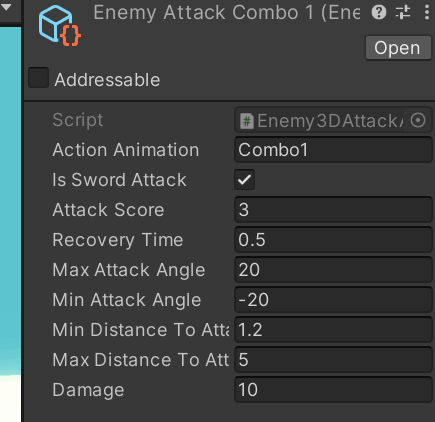 Enemy Attack Combo 1 (Ene
Open
Addressable
Script Enemy3DAttackA
Action Animation Combo1
Is Sword Attack
Attack Score 3
Recovery Time 0.5
Max Attack Angle 20
Min Attack Angle -20
Min Distance To Atta 1.2
Max Distance To Att 5
Damage 10